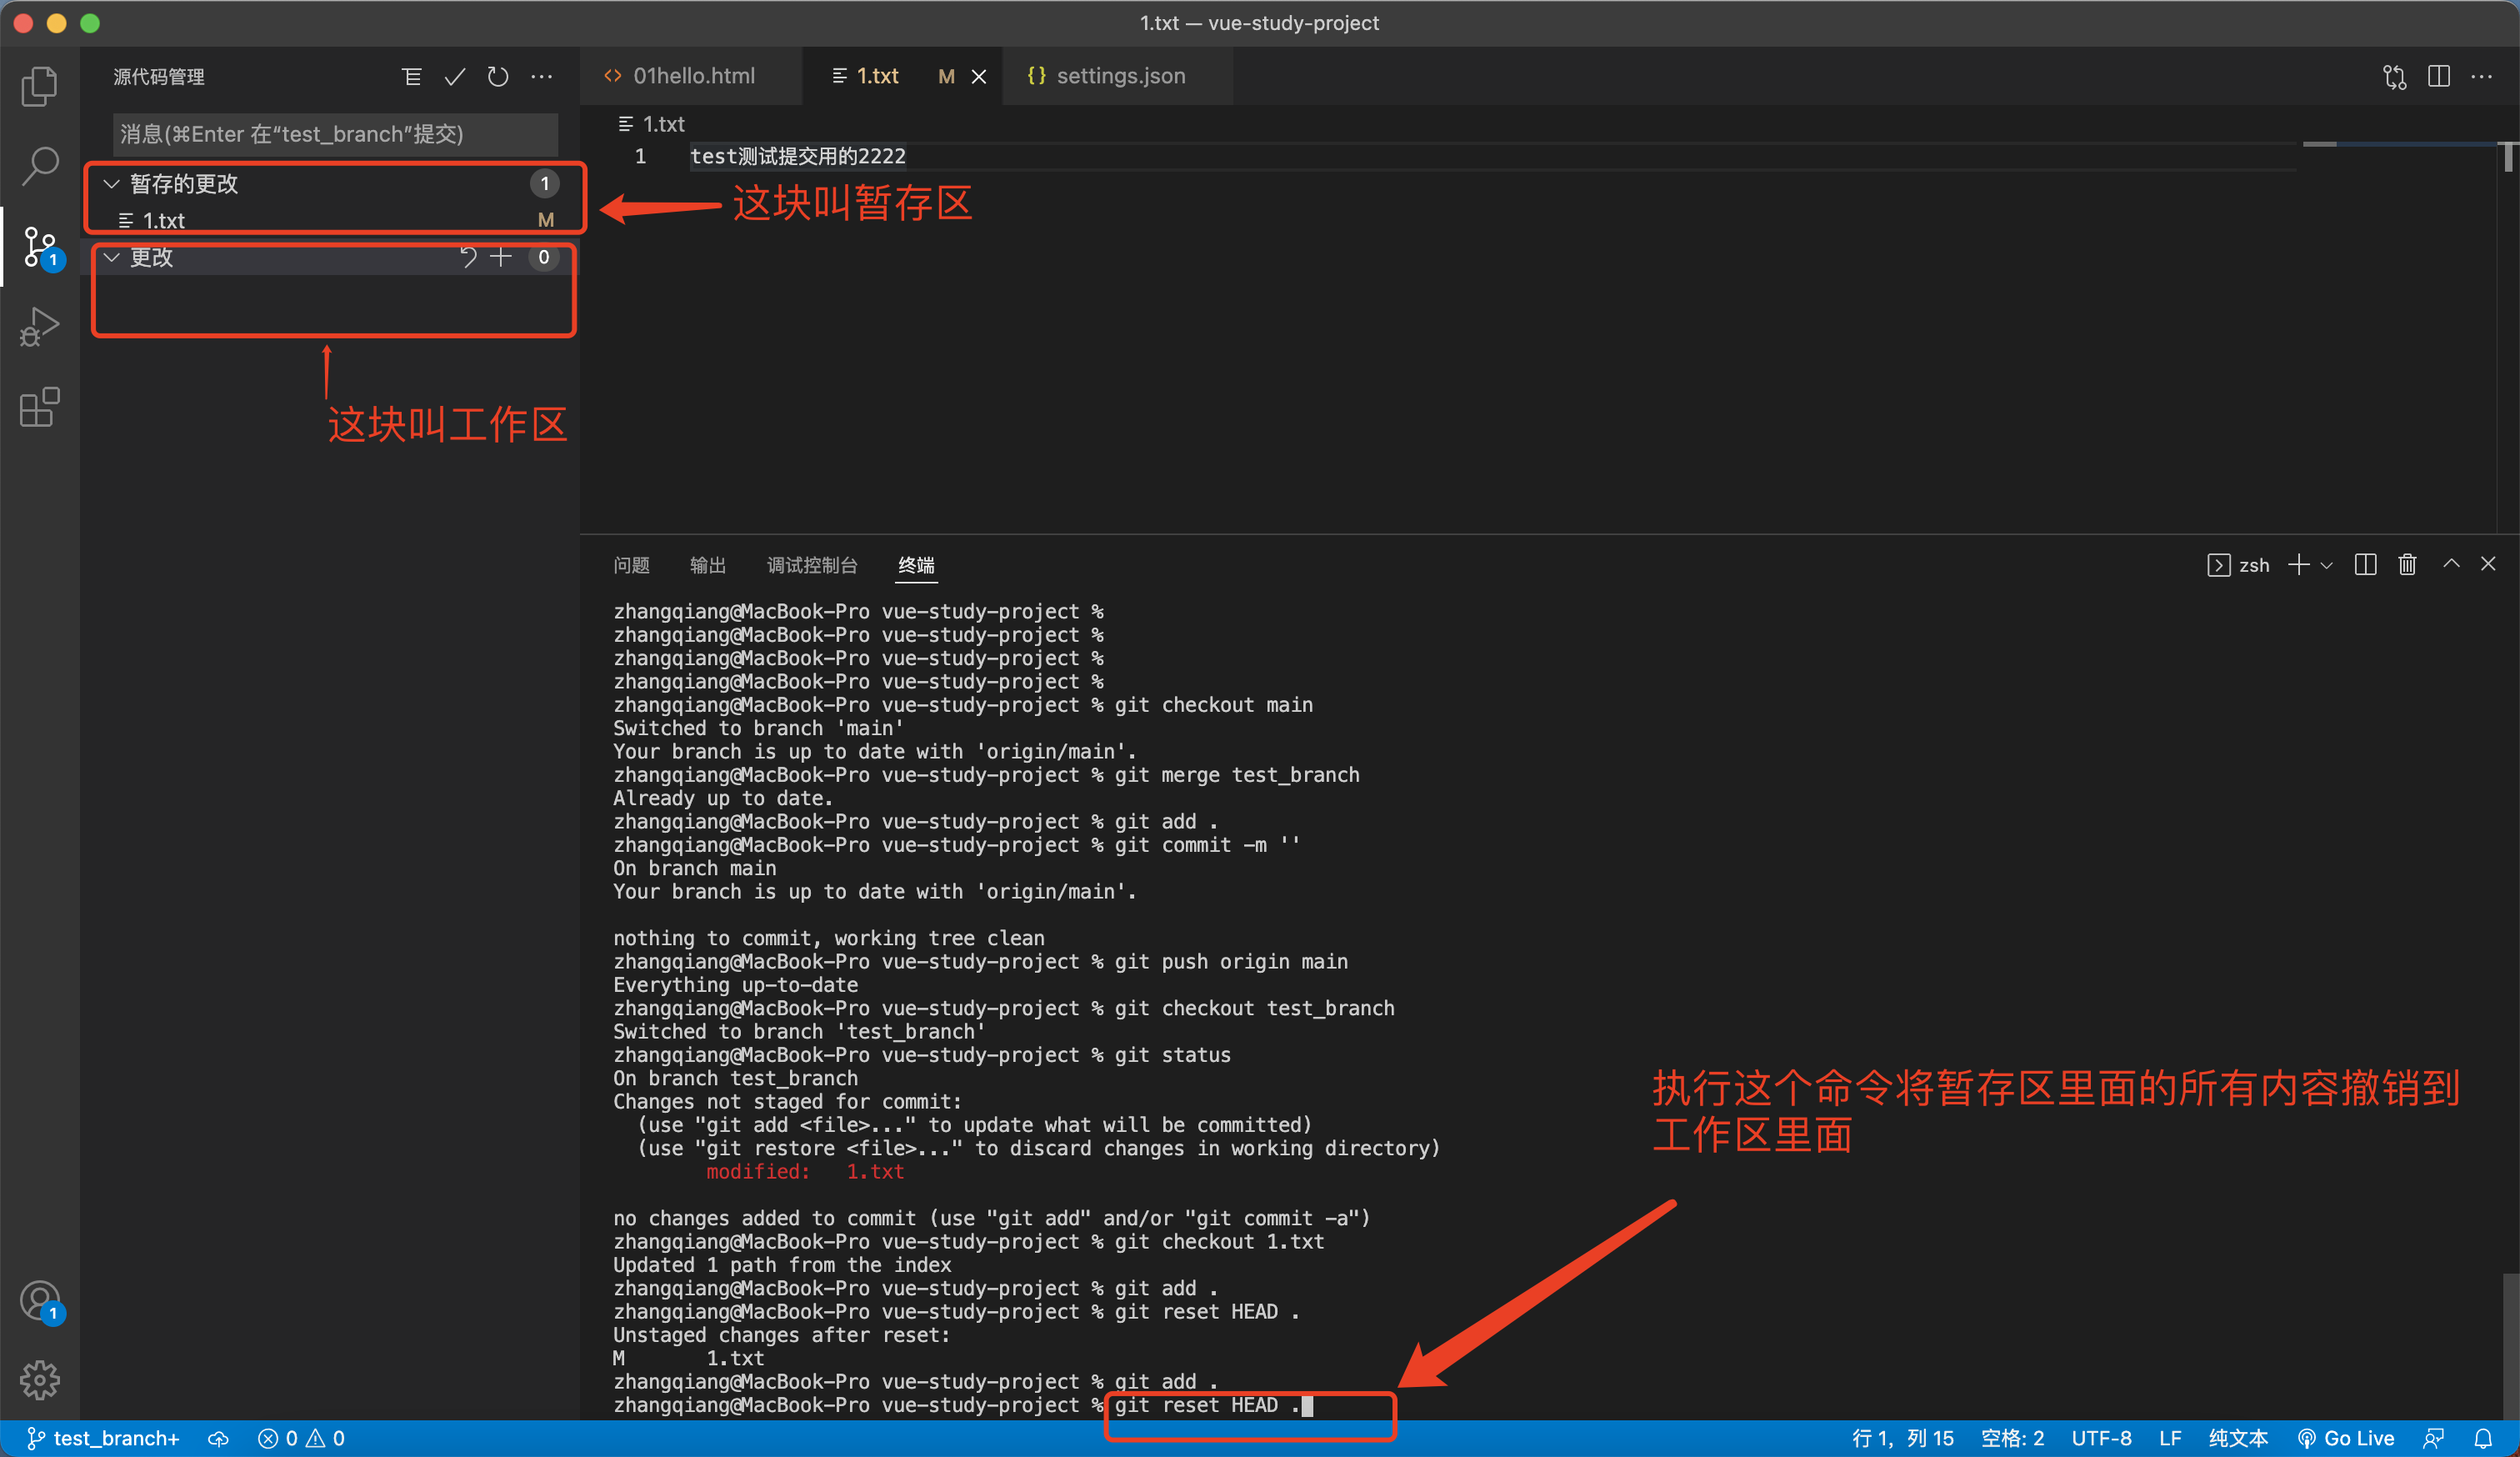 1.txt — vue-study-project
源代码管理
01hello.html
1.txt M
settings.json
消息(⌘Enter 在“test_branch”提交)
1.txt
暂存的更改 1
1.txt M
更改 0
1
1 test测试提交用的2222
这块叫暂存区
这块叫工作区
问题 输出 调试控制台 终端
zsh
zhangqiang@MacBook-Pro vue-study-project %
zhangqiang@MacBook-Pro vue-study-project %
zhangqiang@MacBook-Pro vue-study-project %
zhangqiang@MacBook-Pro vue-study-project %
zhangqiang@MacBook-Pro vue-study-project % git checkout main
Switched to branch 'main'
Your branch is up to date with 'origin/main'.
zhangqiang@MacBook-Pro vue-study-project % git merge test_branch
Already up to date.
zhangqiang@MacBook-Pro vue-study-project % git add .
zhangqiang@MacBook-Pro vue-study-project % git commit -m ''
On branch main
Your branch is up to date with 'origin/main'.
nothing to commit, working tree clean
zhangqiang@MacBook-Pro vue-study-project % git push origin main
Everything up-to-date
zhangqiang@MacBook-Pro vue-study-project % git checkout test_branch
Switched to branch 'test_branch'
zhangqiang@MacBook-Pro vue-study-project % git status
On branch test_branch
Changes not staged for commit:
(use "git add <file>..." to update what will be committed)
(use "git restore <file>..." to discard changes in working directory)
modified: 1.txt
no changes added to commit (use "git add" and/or "git commit -a")
zhangqiang@MacBook-Pro vue-study-project % git checkout 1.txt
Updated 1 path from the index
zhangqiang@MacBook-Pro vue-study-project % git add .
zhangqiang@MacBook-Pro vue-study-project % git reset HEAD .
Unstaged changes after reset:
M 1.txt
zhangqiang@MacBook-Pro vue-study-project % git add .
zhangqiang@MacBook-Pro vue-study-project % git reset HEAD .
执行这个命令将暂存区里面的所有内容撤销到
工作区里面
1
test_branch+ 0 0
行 1，列 15 空格: 2 UTF-8 LF 纯文本 Go Live